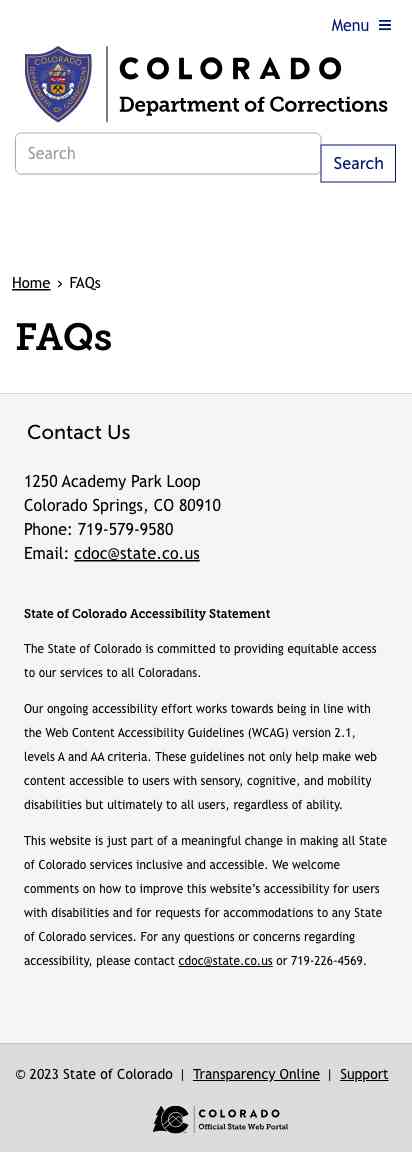 Menu
COLORADO
COLORADO
Department of Corrections
Search
Search
Home › FAQs
FAQs
Contact Us
1250 Academy Park Loop
Colorado Springs, CO 80910
Phone: 719-579-9580
Email: cdoc@state.co.us
State of Colorado Accessibility Statement
The State of Colorado is committed to providing equitable access
to our services to all Coloradans.
Our ongoing accessibility effort works towards being in line with
the Web Content Accessibility Guidelines (WCAG) version 2.1,
levels A and AA criteria. These guidelines not only help make web
content accessible to users with sensory, cognitive, and mobility
disabilities but ultimately to all users, regardless of ability.
This website is just part of a meaningful change in making all State
of Colorado services inclusive and accessible. We welcome
comments on how to improve this website's accessibility for users
with disabilities and for requests for accommodations to any State
of Colorado services. For any questions or concerns regarding
accessibility, please contact cdoc@state.co.us or 719-226-4569.
© 2023 State of Colorado | Transparency Online | Support
COLORADO
Official State Web Portal